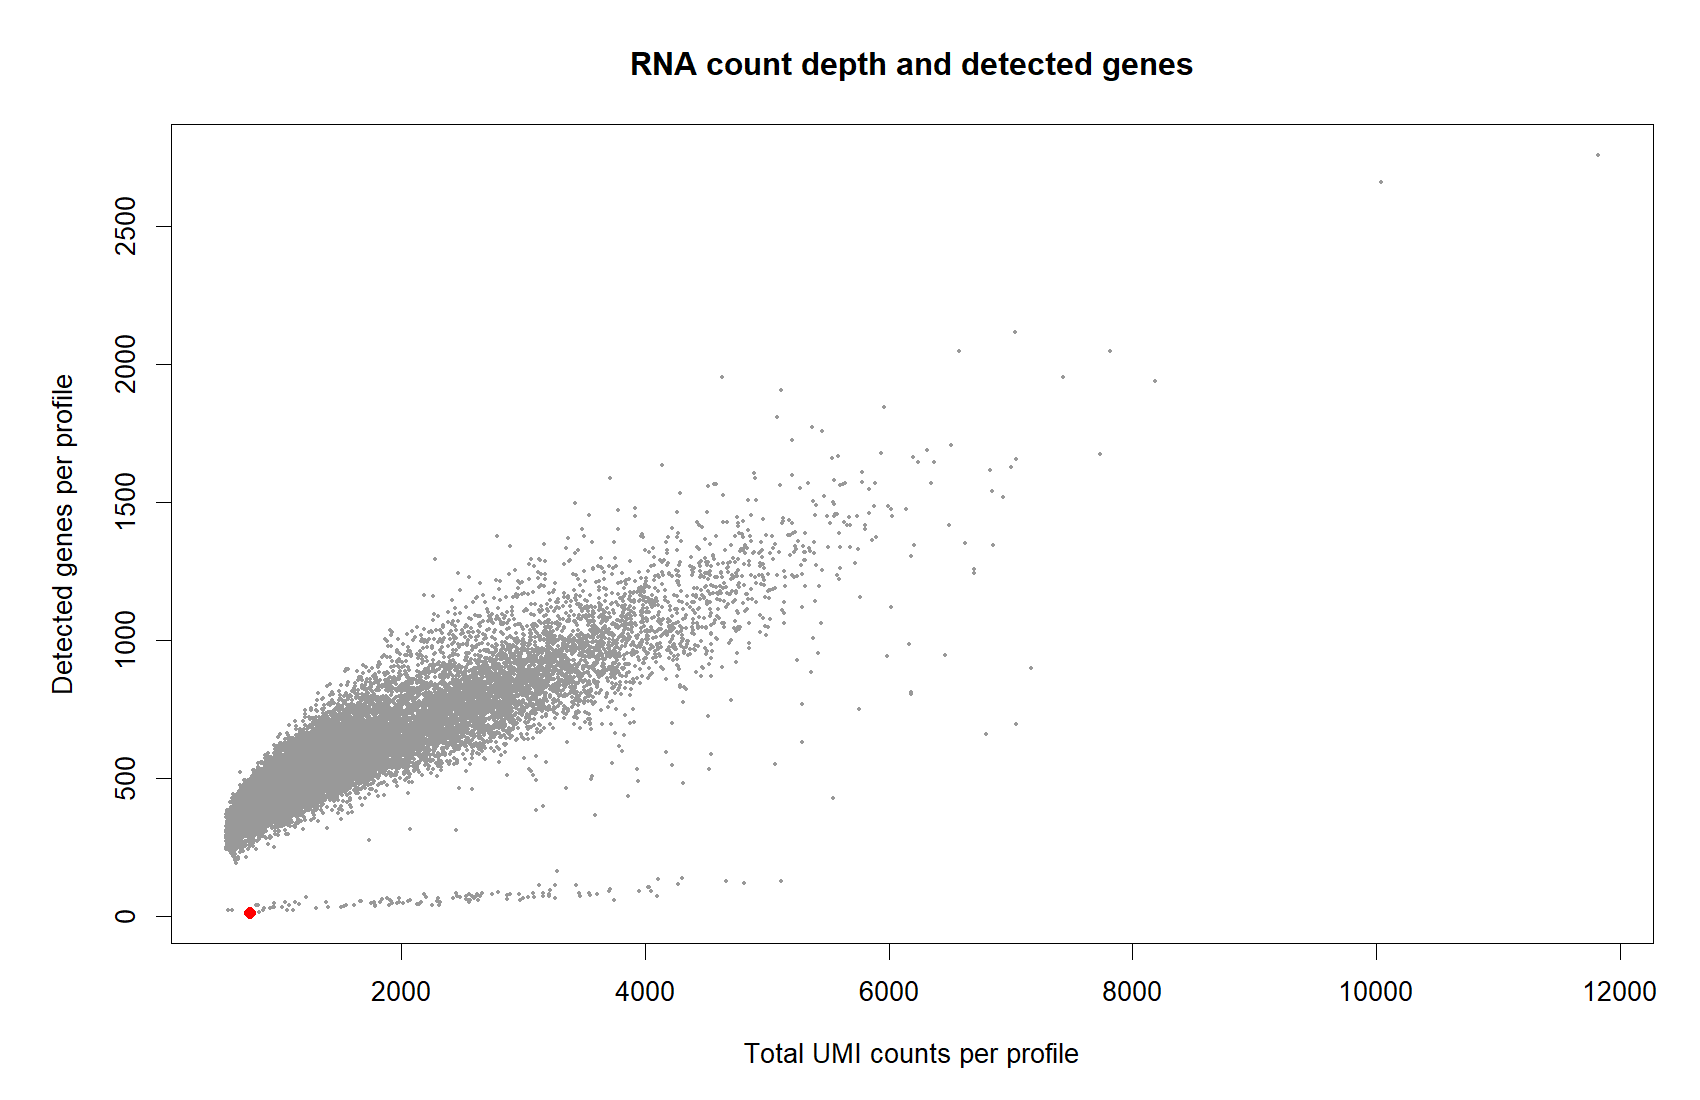 RNA count depth and detected genes
Detected genes per profile
2500
2000
1500
1000
500
0
2000 4000 6000 8000 10000 12000
Total UMI counts per profile